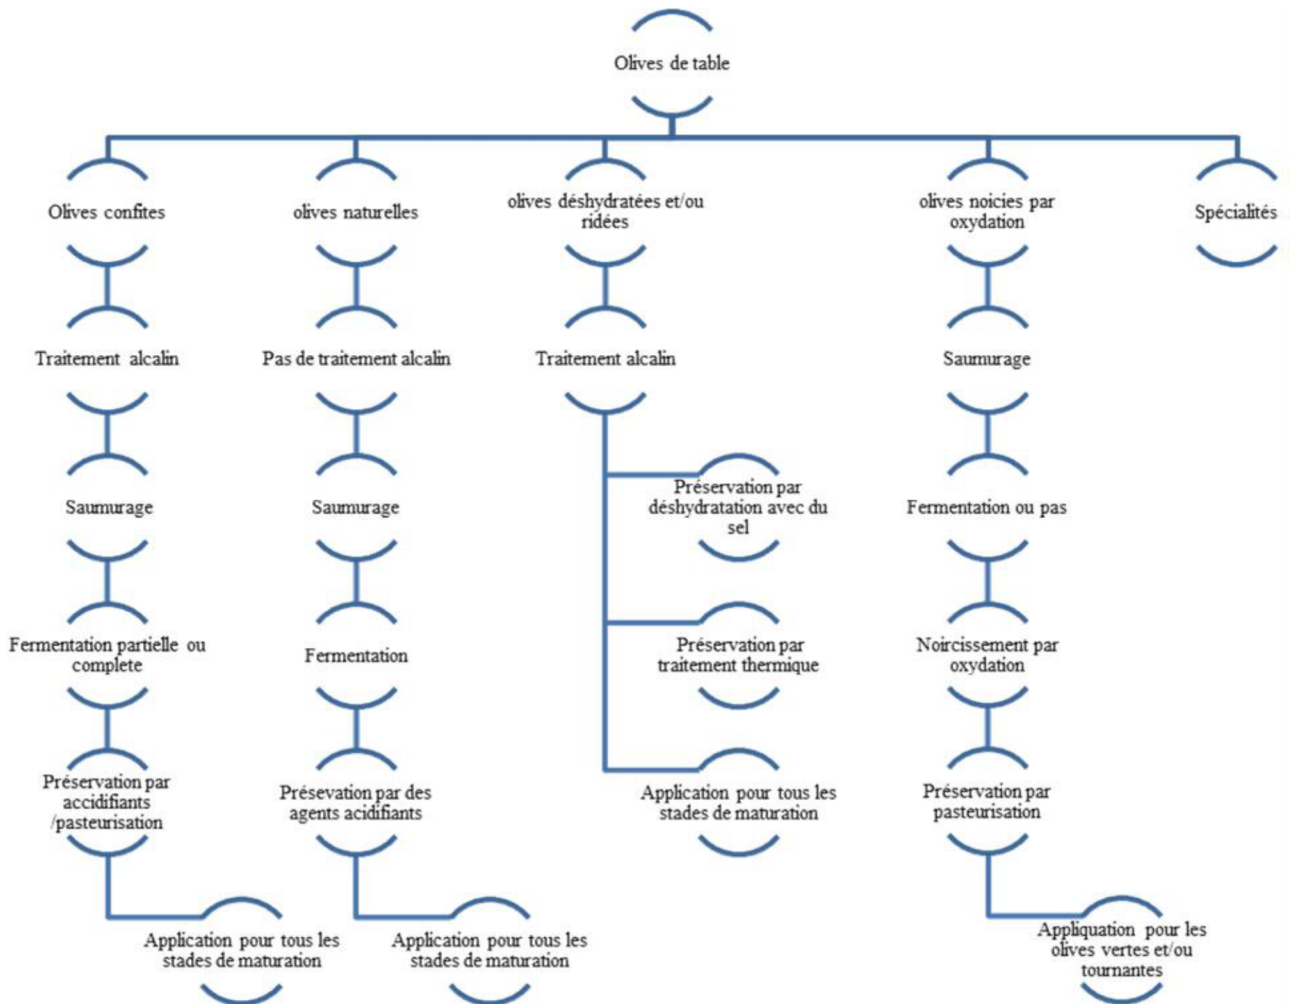 Olives de table
Olives confites
olives naturelles
olives déshydratées et/ou
ridées
olives noicies par
oxydation
Spécialités
Traitement alcalin
Pas de traitement alcalin
Traitement alcalin
Saumurage
Saumurage
Saumurage
Préservation par
déshydratation avec du
sel
Fermentation ou pas
Fermentation partielle ou
complete
Fermentation
Préservation par
traitement thermique
Noircissement par
oxydation
Préservation par
accidifiants
/pasteurisation
Présevation par des
agents acidifiants
Application pour tous les
stades de maturation
Préservation par
pasteurisation
Application pour tous les
stades de maturation
Application pour tous les
stades de maturation
Appliquation pour les
olives vertes et/ou
tournantes